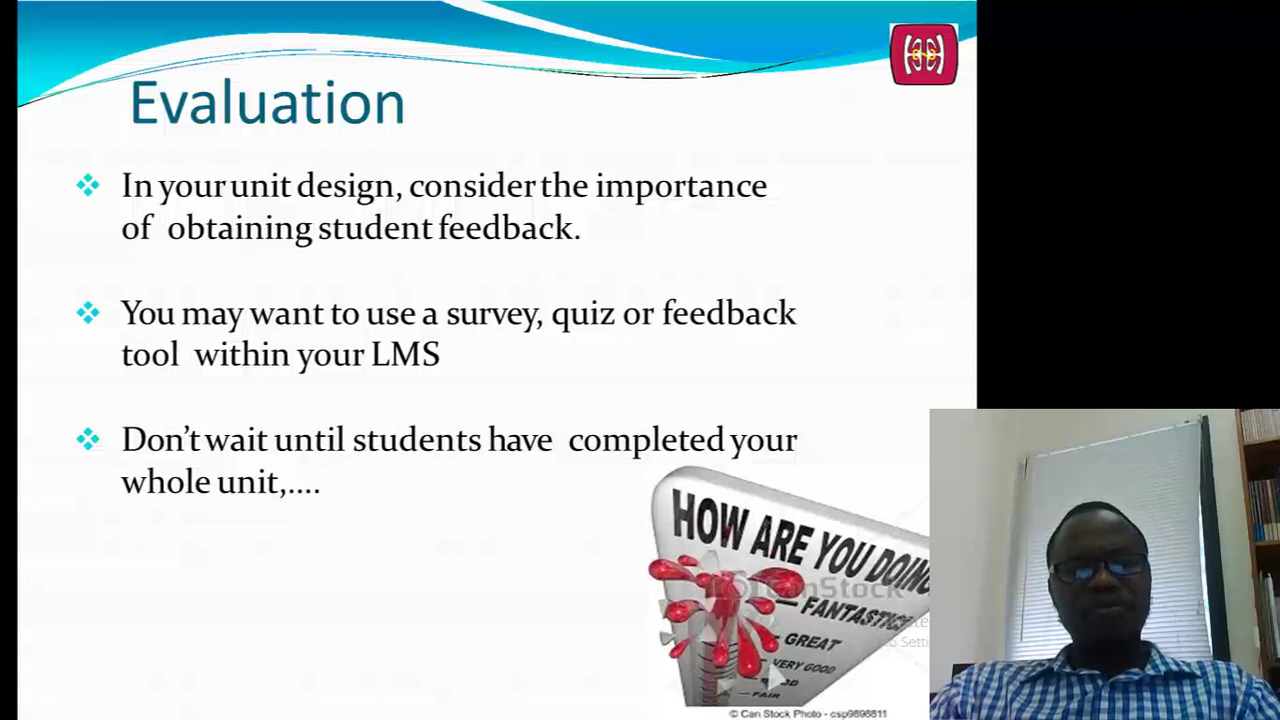 Evaluation
In your unit design, consider the importance
of obtaining student feedback.
You may want to use a survey, quiz or feedback
tool within your LMS
Don't wait until students have completed your
whole unit,....
HOW ARE YOU DOING
CanStock
FANTASTIC
GREAT
VERY GOOD
FAIR
© Can Stock Photo - csp9898811